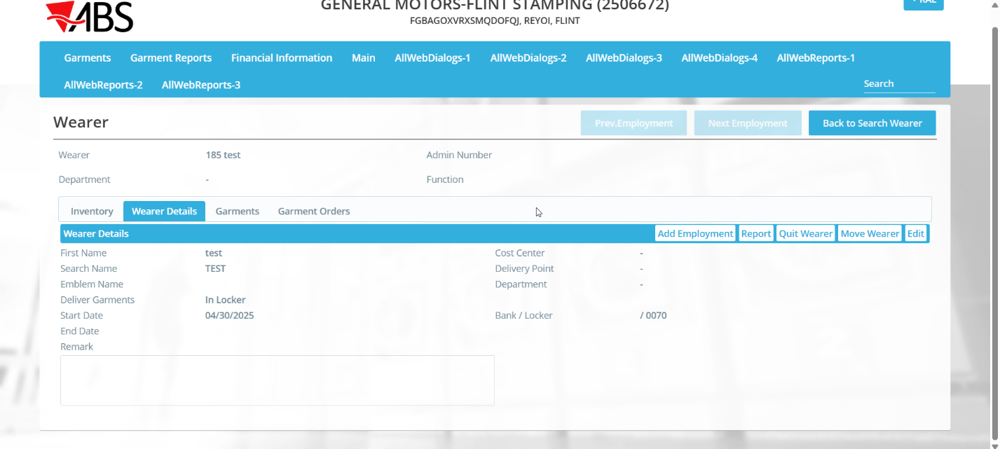 ABS
GENERAL MOTORS-FLINT STAMPING (2506672)
RAE
FGBAGOXVRXSMQDOFQJ, REYOI, FLINT
Garments Garment Reports Financial Information Main AllWebDialogs-1 AllWebDialogs-2 AllWebDialogs-3 AllWebDialogs-4 AllWebReports-1
AllWebReports-2 AllWebReports-3 Search
Wearer Prev.Employment Next Employment Back to Search Wearer
Wearer 185 test Admin Number
Department - Function
Inventory Wearer Details Garments Garment Orders
Wearer Details Add Employment Report Quit Wearer Move Wearer Edit
First Name test Cost Center -
Search Name TEST Delivery Point -
Emblem Name Department -
Deliver Garments In Locker
Start Date 04/30/2025 Bank / Locker / 0070
End Date
Remark